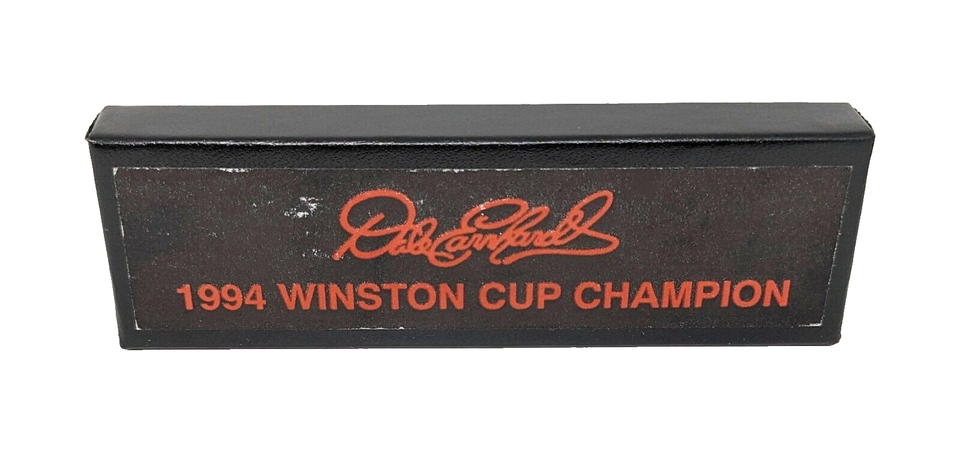 Dale Earnhardt
1994 WINSTON CUP CHAMPION